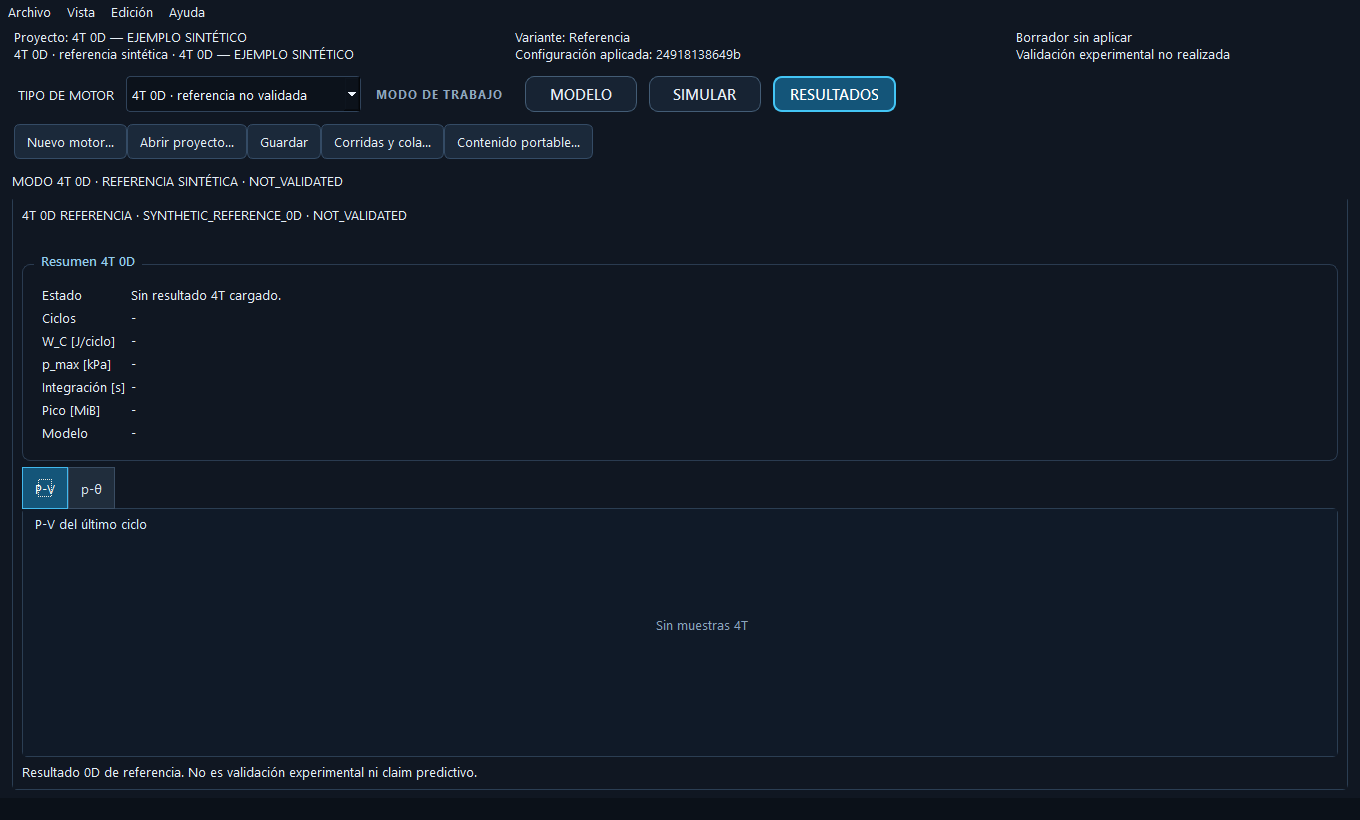 Archivo Vista Edición Ayuda
Proyecto: 4T 0D — EJEMPLO SINTÉTICO Variante: Referencia Borrador sin aplicar
4T 0D · referencia sintética · 4T 0D — EJEMPLO SINTÉTICO Configuración aplicada: 24918138649b Validación experimental no realizada
TIPO DE MOTOR 4T 0D · referencia no validada MODO DE TRABAJO MODELO SIMULAR RESULTADOS
Nuevo motor... Abrir proyecto... Guardar Corridas y cola... Contenido portable...
MODO 4T 0D · REFERENCIA SINTÉTICA · NOT_VALIDATED
4T 0D REFERENCIA · SYNTHETIC_REFERENCE_0D · NOT_VALIDATED
Resumen 4T 0D
Estado Sin resultado 4T cargado.
Ciclos -
W_C [J/ciclo] -
p_max [kPa] -
Integración [s] -
Pico [MiB] -
Modelo -
P-V p-θ
P-V del último ciclo
Sin muestras 4T
Resultado 0D de referencia. No es validación experimental ni claim predictivo.